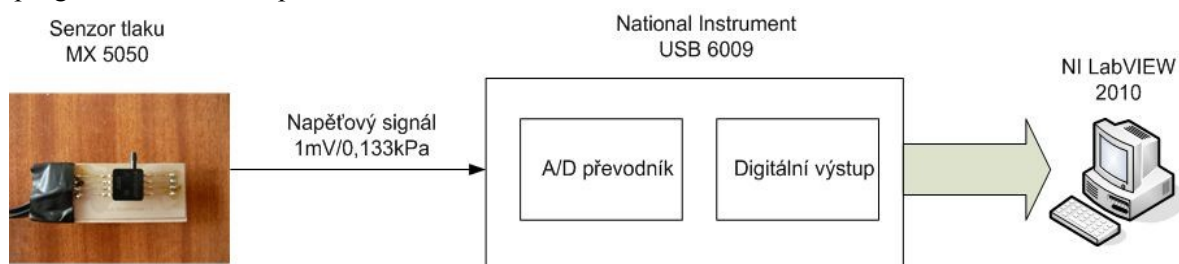 Senzor tlaku
MX 5050
Napěťový signál
1mV/0,133kPa
National Instrument
USB 6009
A/D převodník
Digitální výstup
NI LabVIEW
2010